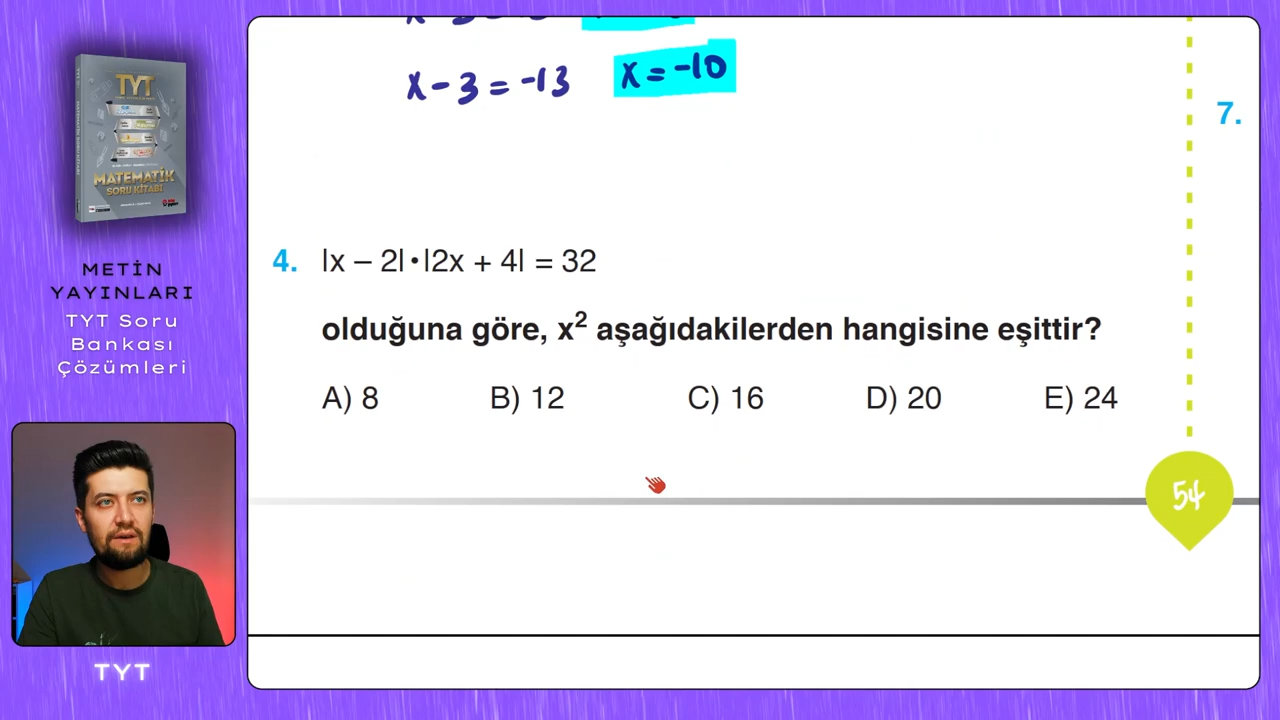 TYT
MATEMATİK
SORU KİTABI
METİN
YAYINLARI
TYT Soru
Bankası
Çözümleri
TYT
x - 3 = -13 x = -10
4. |x – 2|•|2x + 4| = 32
olduğuna göre, x² aşağıdakilerden hangisine eşittir?
A) 8 B) 12 C) 16 D) 20 E) 24
7.
54